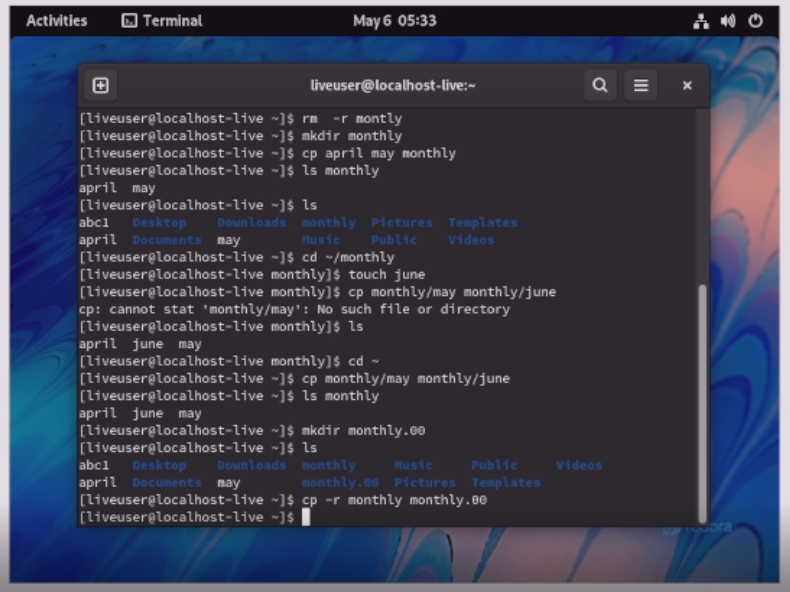 Activities Terminal May 6 05:33
liveuser@localhost-live:~
[liveuser@localhost-live ~]$ rm  -r montly
[liveuser@localhost-live ~]$ mkdir monthly
[liveuser@localhost-live ~]$ cp april may monthly
[liveuser@localhost-live ~]$ ls monthly
april  may
[liveuser@localhost-live ~]$ ls
abc1   Desktop    Downloads  monthly  Pictures  Templates
april  Documents  may        Music    Public    Videos
[liveuser@localhost-live ~]$ cd ~/monthly
[liveuser@localhost-live monthly]$ touch june
[liveuser@localhost-live monthly]$ cp monthly/may monthly/june
cp: cannot stat 'monthly/may': No such file or directory
[liveuser@localhost-live monthly]$ ls
april  june  may
[liveuser@localhost-live monthly]$ cd ~
[liveuser@localhost-live ~]$ cp monthly/may monthly/june
[liveuser@localhost-live ~]$ ls monthly
april  june  may
[liveuser@localhost-live ~]$ mkdir monthly.00
[liveuser@localhost-live ~]$ ls
abc1   Desktop    Downloads  monthly     Music     Public     Videos
april  Documents  may        monthly.00  Pictures  Templates
[liveuser@localhost-live ~]$ cp -r monthly monthly.00
[liveuser@localhost-live ~]$